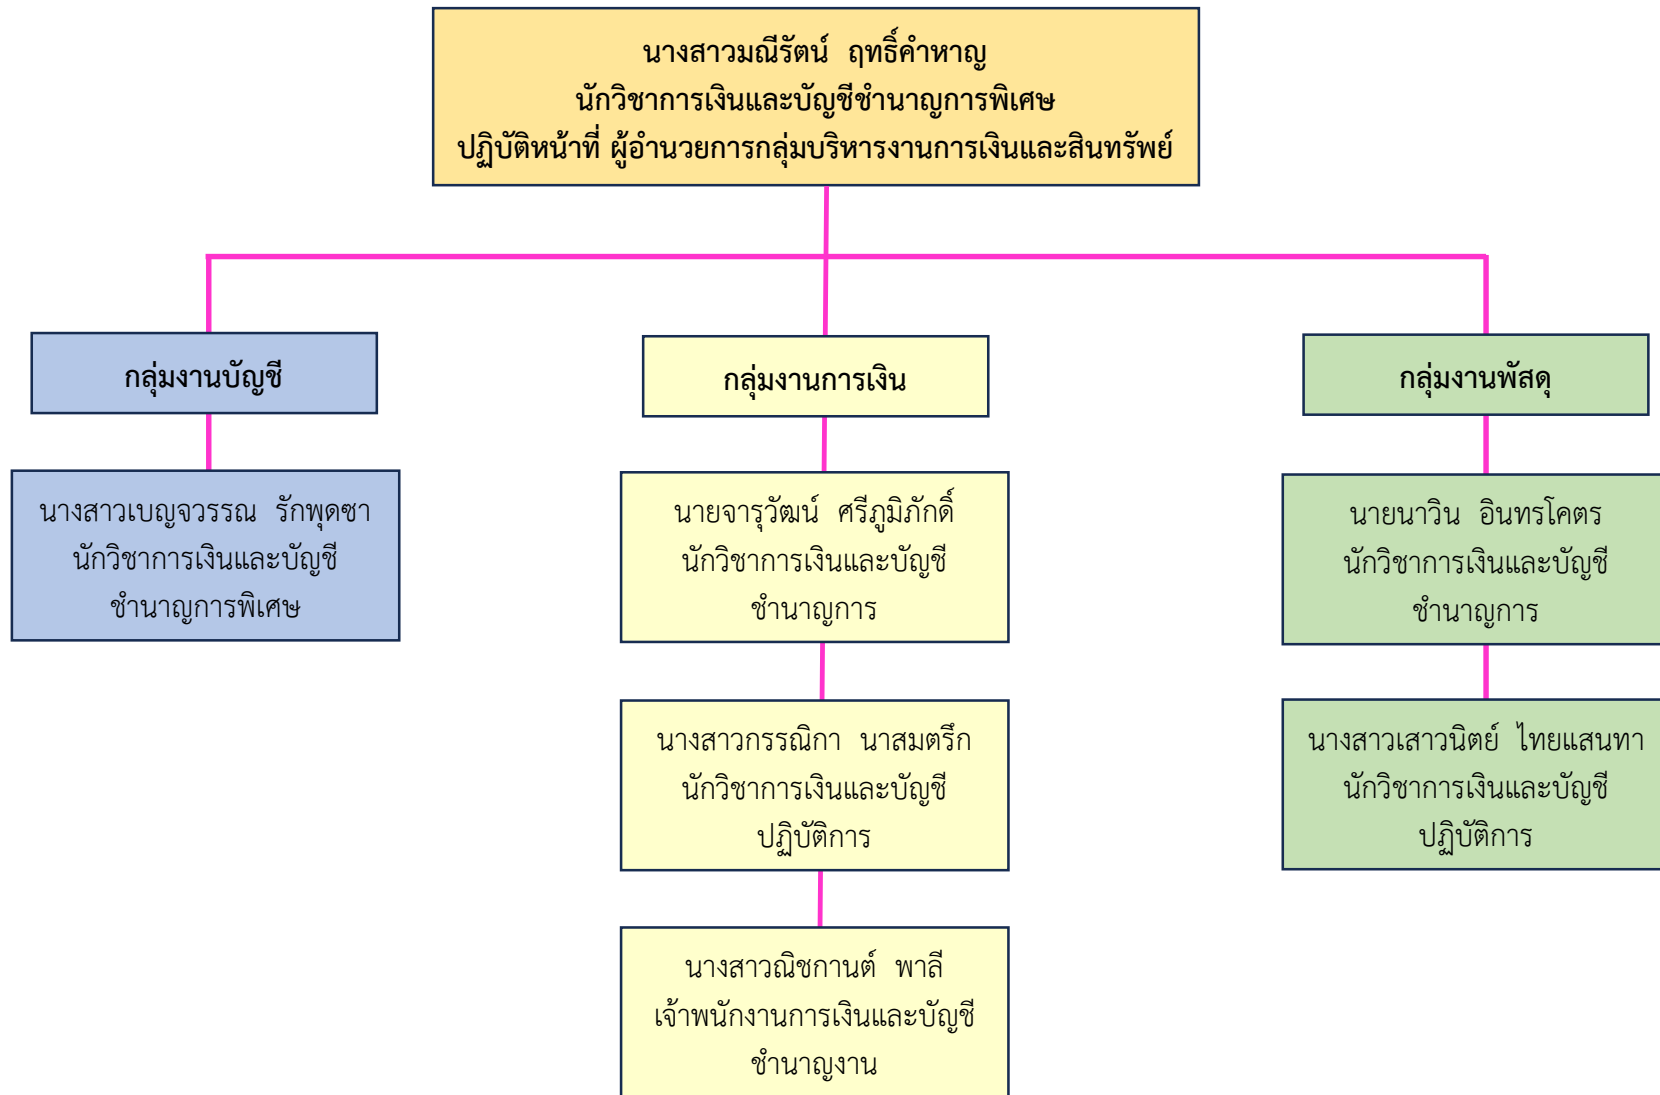 นางสาวมณีรัตน์ ฤทธิ์คำหาญ
นักวิชาการเงินและบัญชีชำนาญการพิเศษ
ปฏิบัติหน้าที่ ผู้อำนวยการกลุ่มบริหารงานการเงินและสินทรัพย์
กลุ่มงานบัญชี
นางสาวเบญจวรรณ รักพุดซา
นักวิชาการเงินและบัญชี
ชำนาญการพิเศษ
กลุ่มงานการเงิน
นายจารุวัฒน์ ศรีภูมิภักดิ์
นักวิชาการเงินและบัญชี
ชำนาญการ
นางสาวกรรณิกา นาสมตรึก
นักวิชาการเงินและบัญชี
ปฏิบัติการ
นางสาวณิชกานต์ พาลี
เจ้าพนักงานการเงินและบัญชี
ชำนาญงาน
กลุ่มงานพัสดุ
นายนาวิน อินทรโคตร
นักวิชาการเงินและบัญชี
ชำนาญการ
นางสาวเสาวนิตย์ ไทยแสนทา
นักวิชาการเงินและบัญชี
ปฏิบัติการ